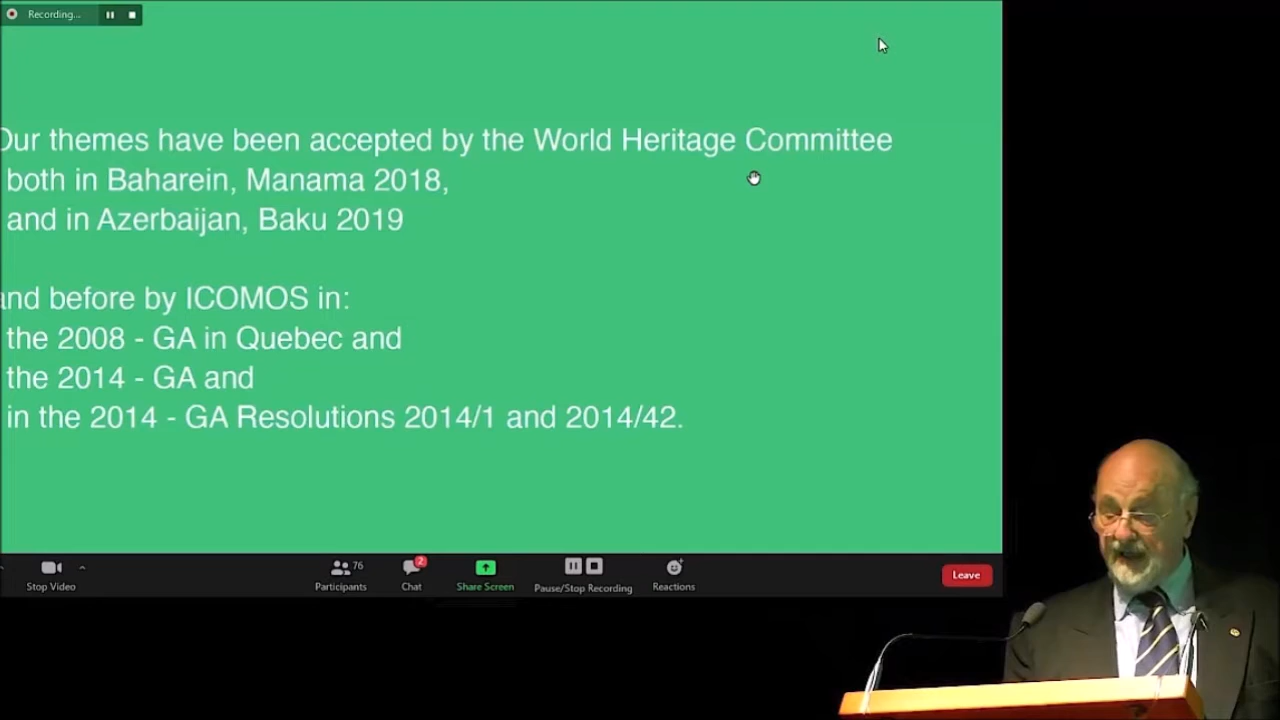 Recording...
Our themes have been accepted by the World Heritage Committee
both in Baharein, Manama 2018,
and in Azerbaijan, Baku 2019
and before by ICOMOS in:
the 2008 - GA in Quebec and
the 2014 - GA and
in the 2014 - GA Resolutions 2014/1 and 2014/42.
76
2
Stop Video
Participants
Chat
Share Screen
Pause/Stop Recording
Reactions
Leave